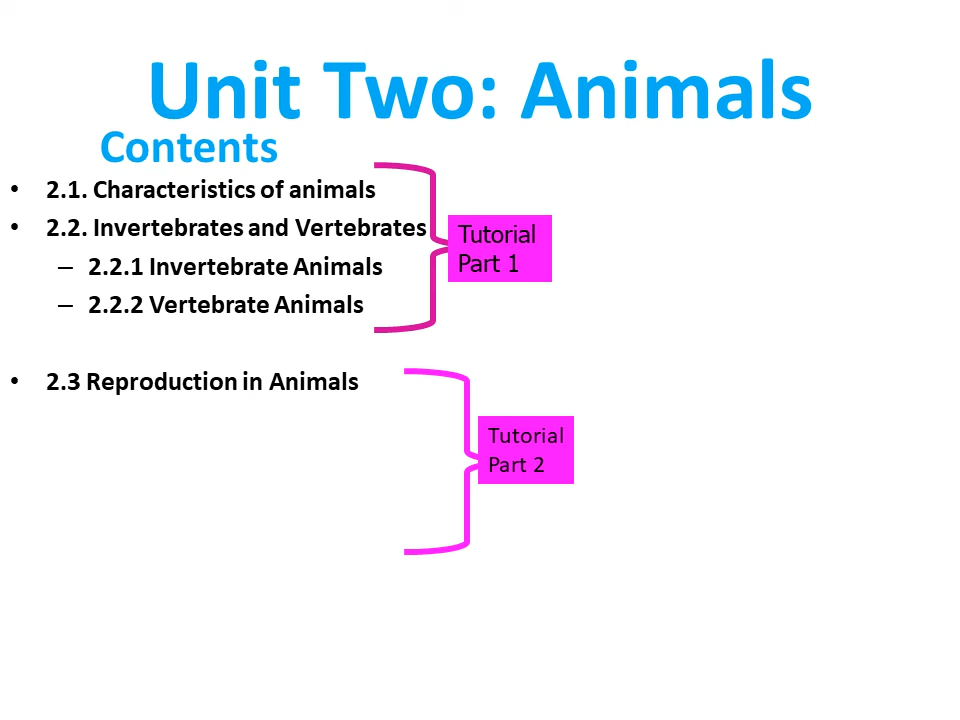 Unit Two: Animals
Contents
• 2.1. Characteristics of animals
• 2.2. Invertebrates and Vertebrates
– 2.2.1 Invertebrate Animals
– 2.2.2 Vertebrate Animals
Tutorial
Part 1
• 2.3 Reproduction in Animals
Tutorial
Part 2